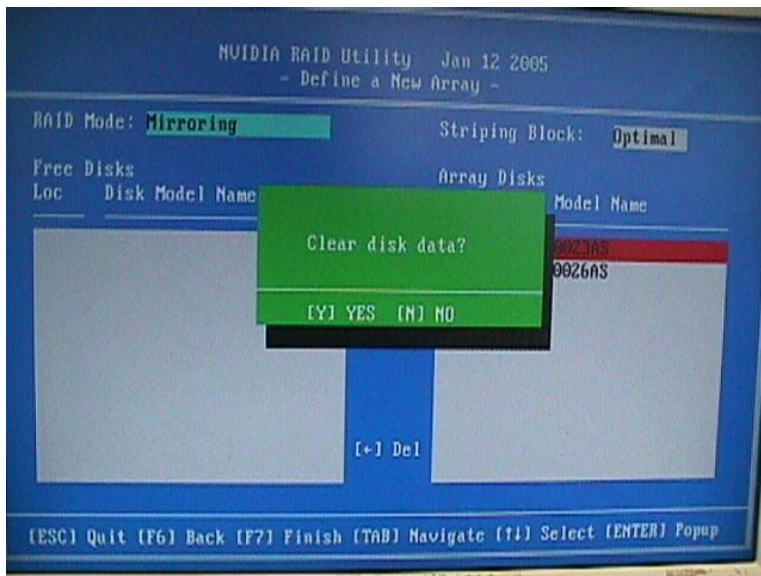 NVIDIA RAID Utility Jan 12 2005
- Define a New Array -
RAID Mode: Mirroring
Striping Block: Optimal
Free Disks
Array Disks
Loc Disk Model Name
Model Name
Clear disk data?
0023AS
0026AS
[Y] YES [N] NO
[←] Del
[ESC] Quit [F6] Back [F7] Finish [TAB] Navigate [↑↓] Select [ENTER] Popup